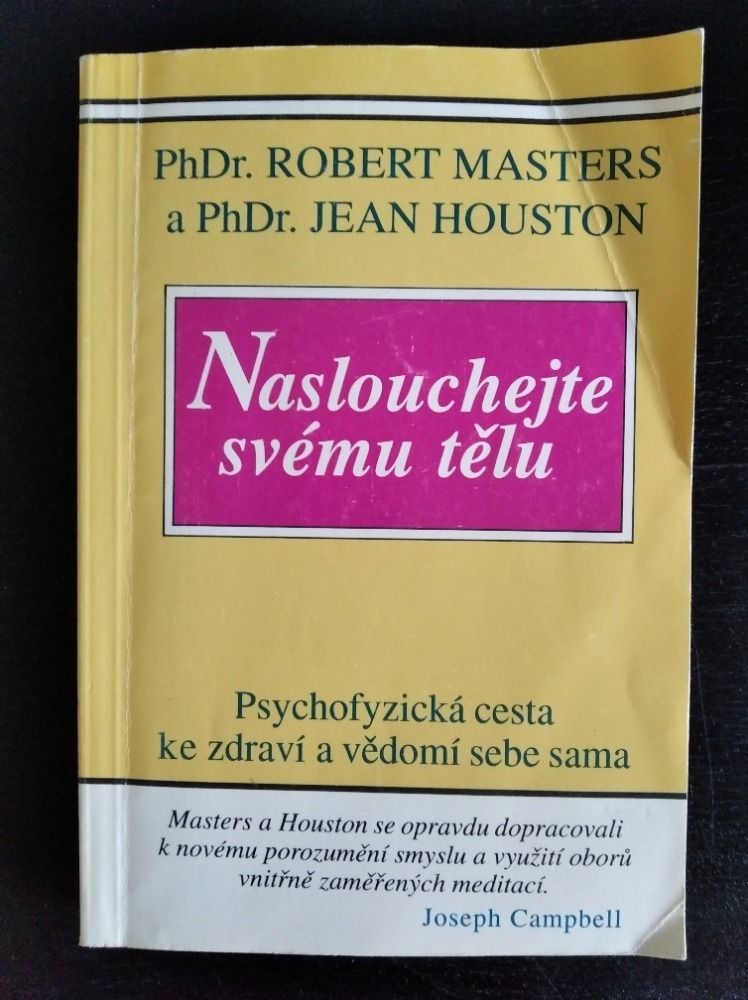 PhDr. ROBERT MASTERS
a PhDr. JEAN HOUSTON
Naslouchejte
svému tělu
Psychofyzická cesta
ke zdraví a vědomí sebe sama
Masters a Houston se opravdu dopracovali
k novému porozumění smyslu a využití oborů
vnitřně zaměřených meditací.
Joseph Campbell